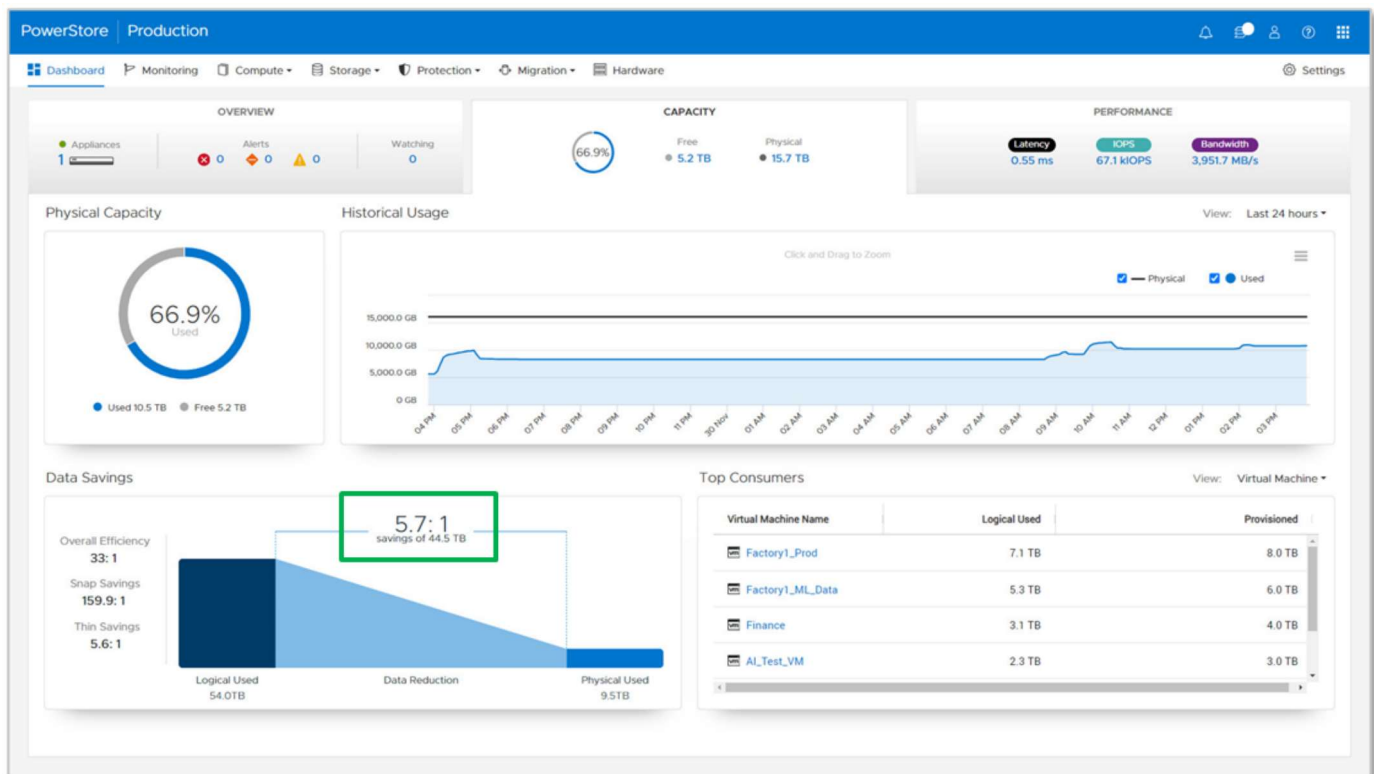 PowerStore Production
Dashboard Monitoring Compute Storage Protection Migration Hardware Settings
OVERVIEW
Appliances
1
Alerts
0 0 0
Watching
0
CAPACITY
66.9%
Free
5.2 TB
Physical
15.7 TB
PERFORMANCE
Latency
0.55 ms
IOPS
67.1 kIOPS
Bandwidth
3,951.7 MB/s
Physical Capacity
66.9%
Used
Used 10.5 TB Free 5.2 TB
Historical Usage
View: Last 24 hours
Click and Drag to Zoom
Physical Used
15,000.0 GB
10,000.0 GB
5,000.0 GB
0 GB
04 PM 05 PM 06 PM 07 PM 08 PM 09 PM 10 PM 11 PM 30 Nov 01 AM 02 AM 03 AM 04 AM 05 AM 06 AM 07 AM 08 AM 09 AM 10 AM 11 AM 12 PM 01 PM 02 PM 03 PM
Data Savings
Overall Efficiency
33: 1
Snap Savings
159.9: 1
Thin Savings
5.6: 1
5.7: 1
savings of 44.5 TB
Logical Used
54.0TB
Data Reduction
Physical Used
9.5TB
Top Consumers
View: Virtual Machine
Virtual Machine Name Logical Used Provisioned
Factory1_Prod 7.1 TB 8.0 TB
Factory1_ML_Data 5.3 TB 6.0 TB
Finance 3.1 TB 4.0 TB
AI_Test_VM 2.3 TB 3.0 TB